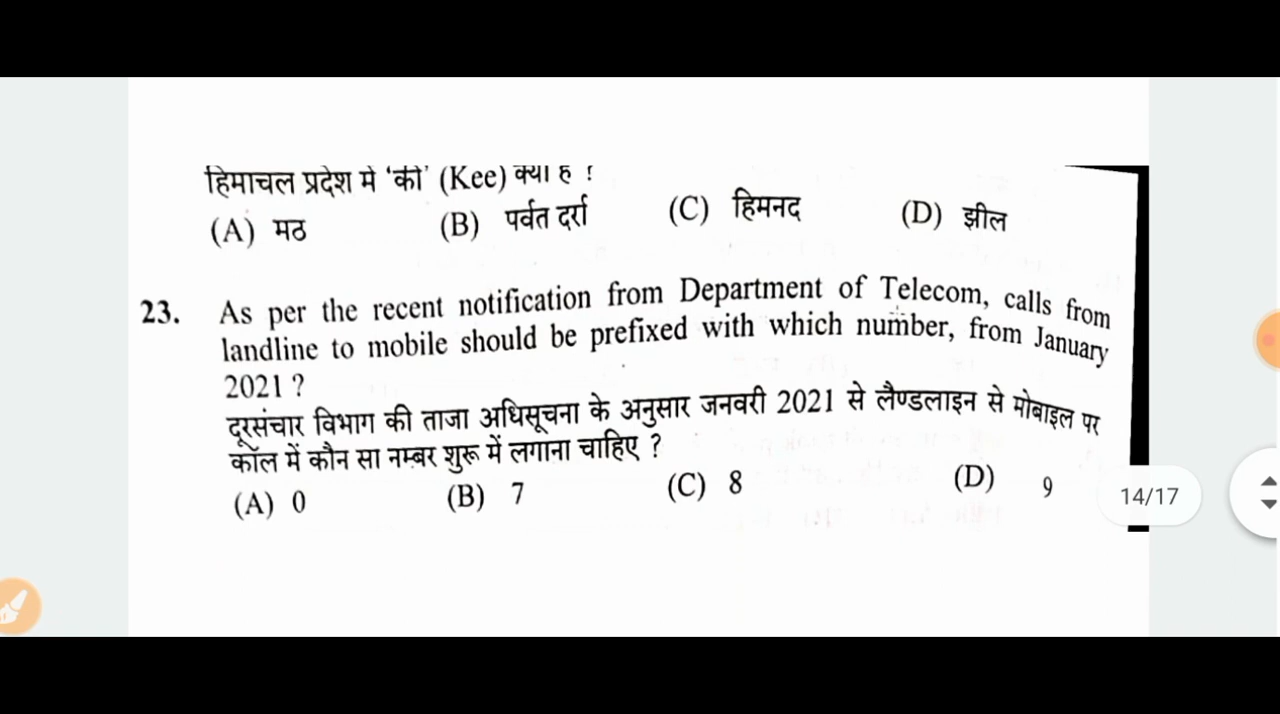 हिमाचल प्रदेश में 'की' (Kee) क्या है ?
(A) मठ (B) पर्वत दर्रा (C) हिमनद (D) झील
23. As per the recent notification from Department of Telecom, calls from
landline to mobile should be prefixed with which number, from January
2021 ?
दूरसंचार विभाग की ताजा अधिसूचना के अनुसार जनवरी 2021 से लैण्डलाइन से मोबाइल पर
कॉल में कौन सा नम्बर शुरू में लगाना चाहिए ?
(A) 0 (B) 7 (C) 8 (D) 9
14/17